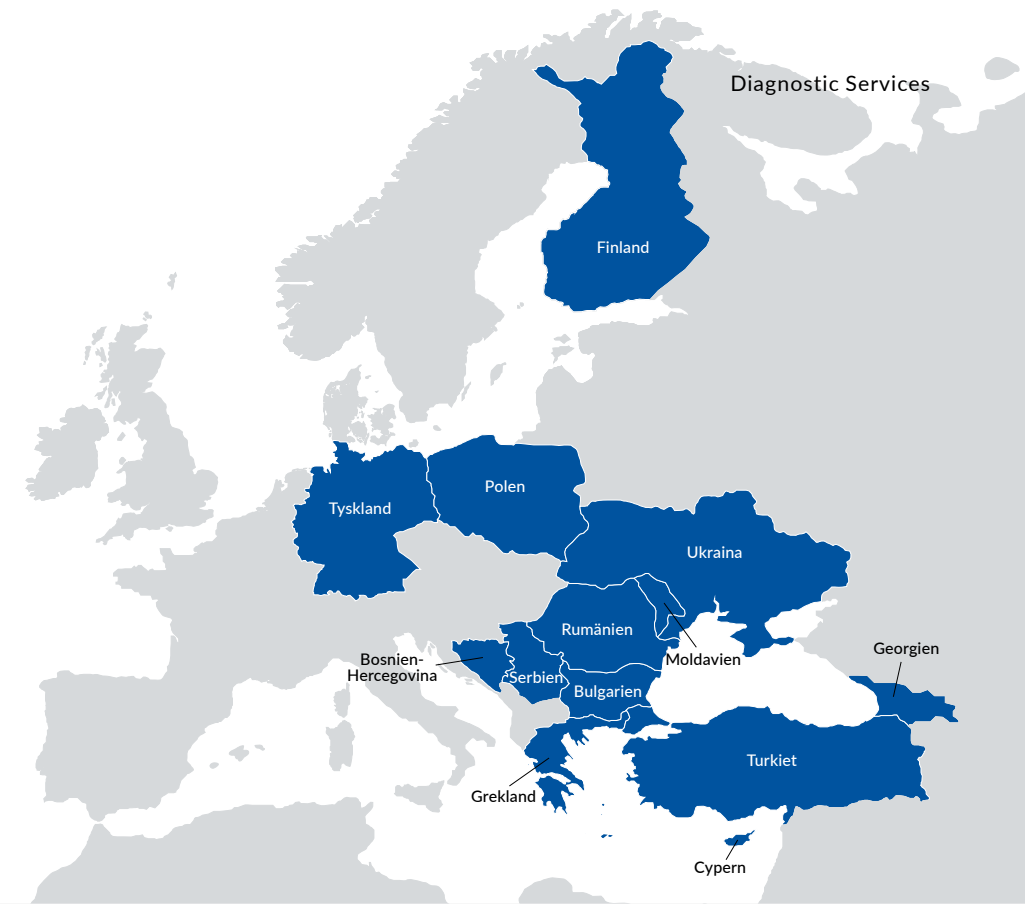 Diagnostic Services
Finland
Polen
Tyskland
Ukraina
Rumänien
Moldavien
Georgien
Bosnien-
Hercegovina
Serbien
Bulgarien
Turkiet
Grekland
Cypern